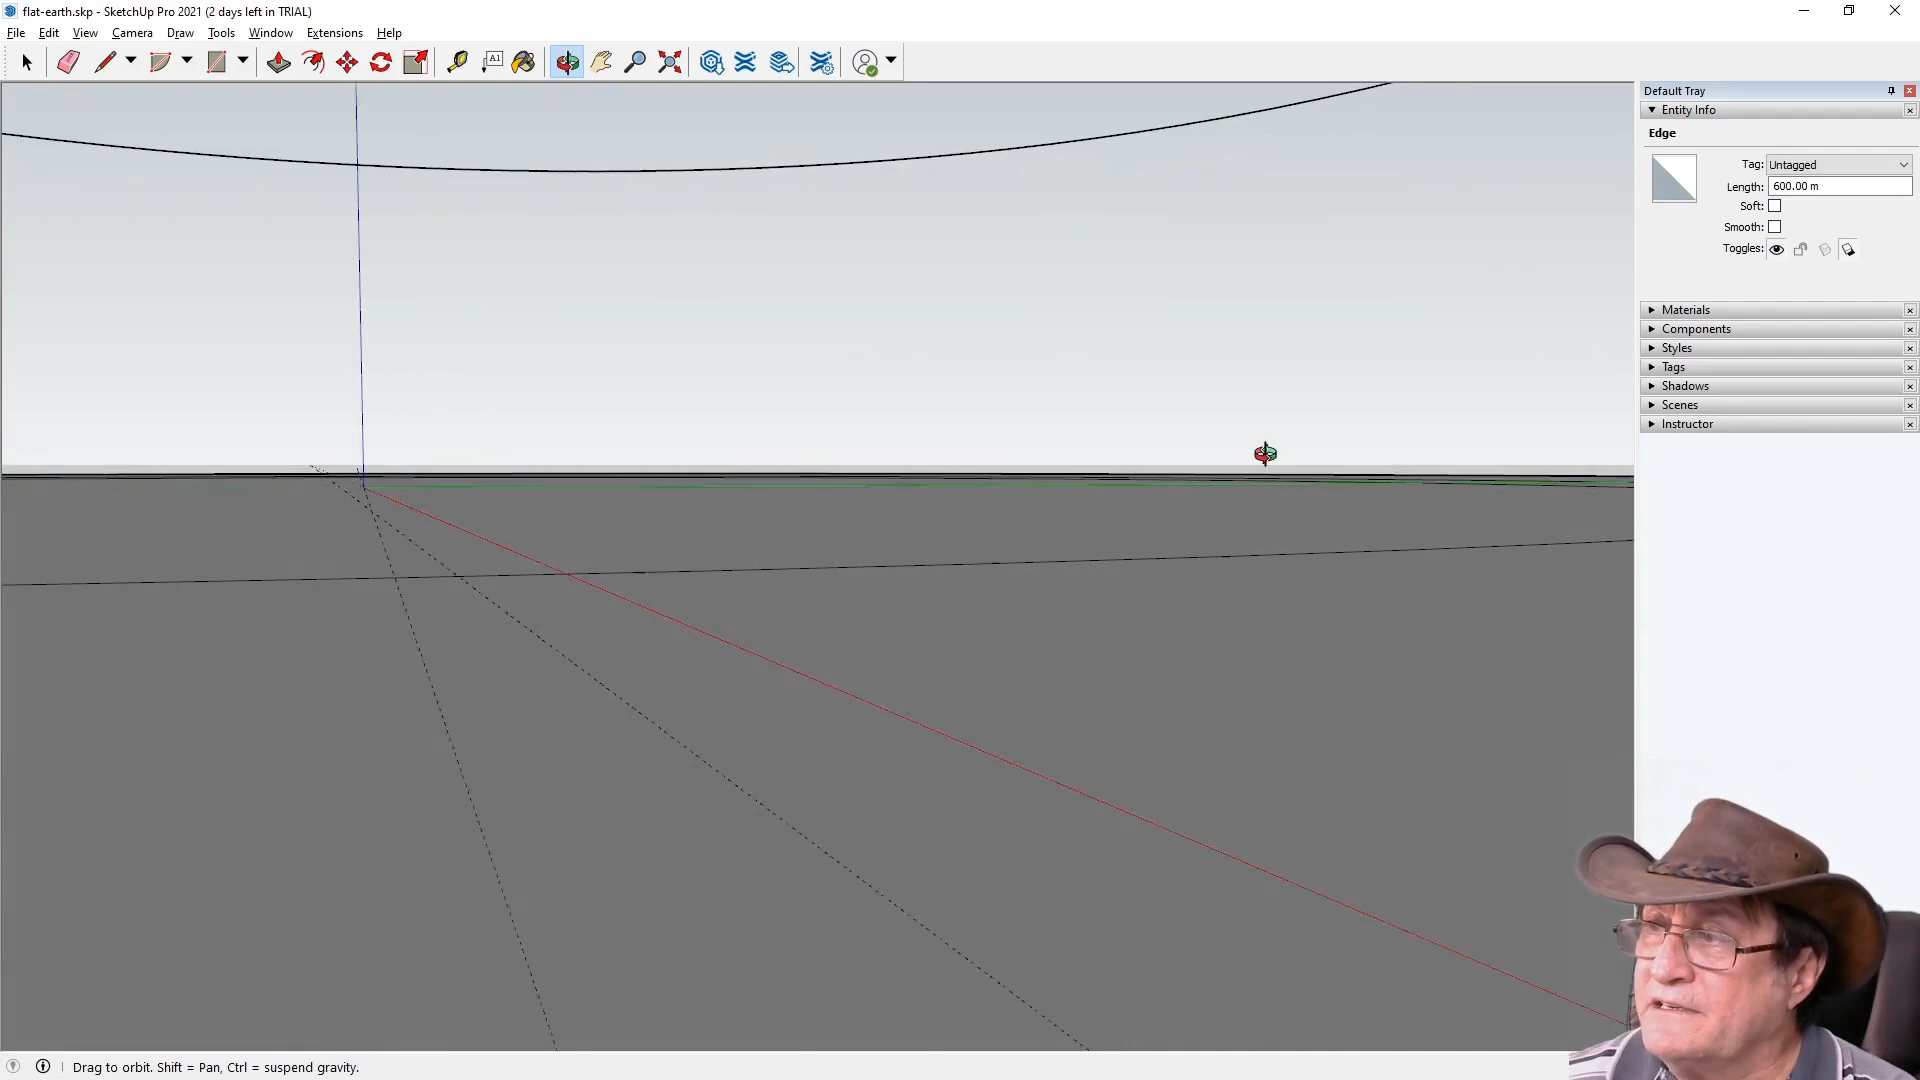 flat-earth.skp - SketchUp Pro 2021 (2 days left in TRIAL)
File Edit View Camera Draw Tools Window Extensions Help
A1
Default Tray
Entity Info
Edge
Tag: Untagged
Length: 600.00 m
Soft:
Smooth:
Toggles:
Materials
Components
Styles
Tags
Shadows
Scenes
Instructor
Drag to orbit. Shift = Pan, Ctrl = suspend gravity.